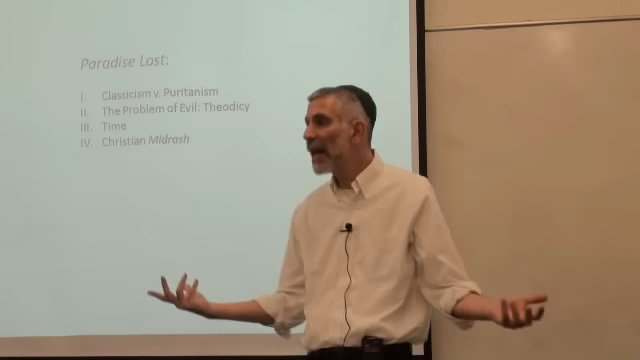 Paradise Lost:
I. Classicism v. Puritanism
II. The Problem of Evil; Theodicy
III. Time
IV. Christian Midrash